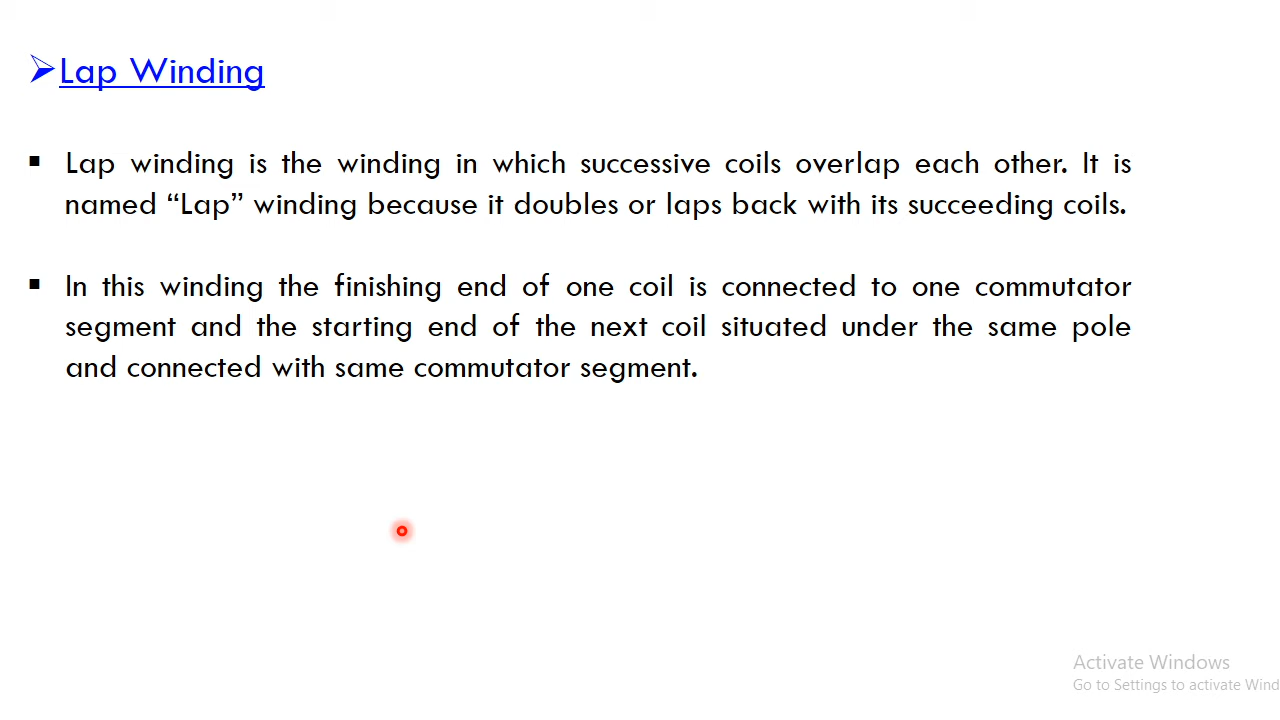 Lap Winding
Lap winding is the winding in which successive coils overlap each other. It is
named “Lap” winding because it doubles or laps back with its succeeding coils.
In this winding the finishing end of one coil is connected to one commutator
segment and the starting end of the next coil situated under the same pole
and connected with same commutator segment.
Activate Windows
Go to Settings to activate Wind